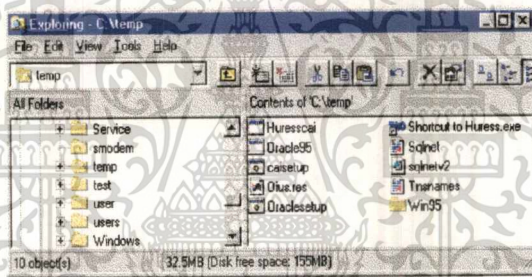 Exploring - C:\temp
File Edit View Tools Help
temp
All Folders Contents of 'C:\temp'
Service
smodem
temp
test
user
users
Windows
Huresscai
Oracle95
caisetup
Oius.res
Oraclesetup
Shortcut to Huress.exe
Sqlnet
sqlnetv2
Tnsnames
Win95
10 object(s) 32.5MB (Disk free space: 155MB)